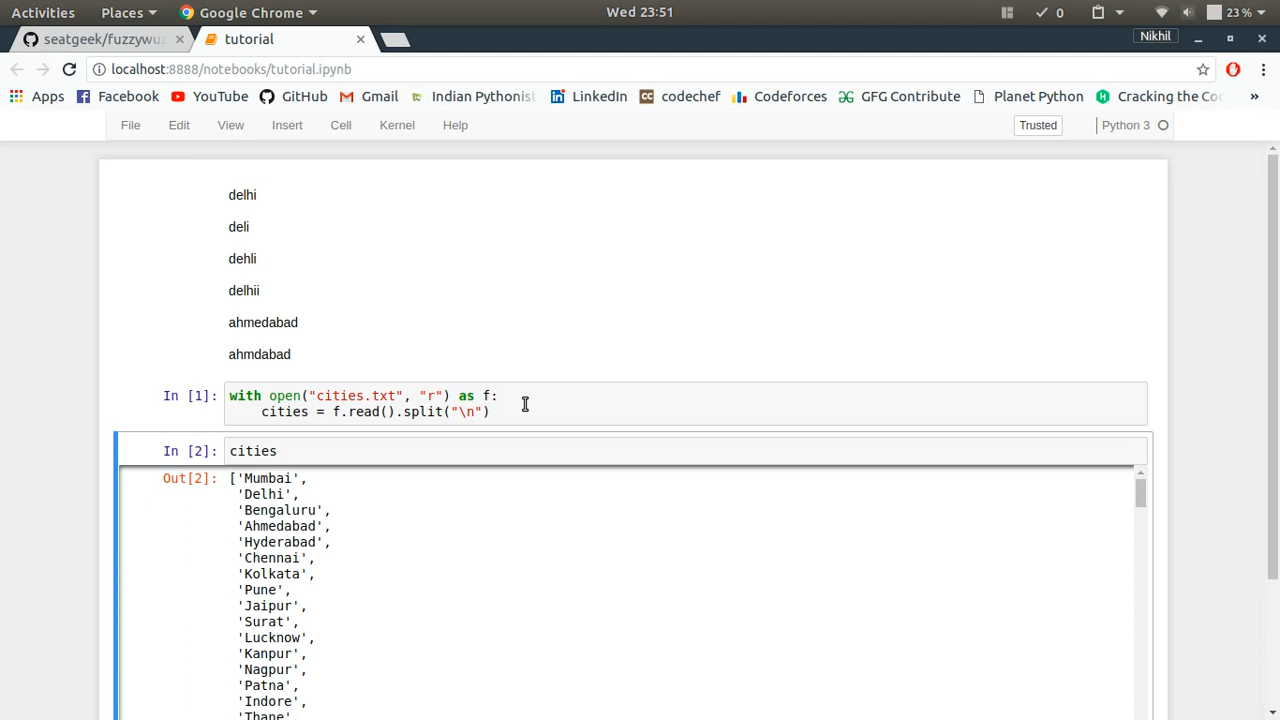 Activities Places Google Chrome Wed 23:51 0 23 %
seatgeek/fuzzywuz tutorial Nikhil
localhost:8888/notebooks/tutorial.ipynb
Apps Facebook YouTube GitHub Gmail Indian Pythonist LinkedIn codechef Codeforces GFG Contribute Planet Python Cracking the Co »
File Edit View Insert Cell Kernel Help Trusted Python 3
delhi
deli
dehli
delhii
ahmedabad
ahmdabad
In [1]: with open("cities.txt", "r") as f:
cities = f.read().split("\n")
In [2]: cities
Out[2]: ['Mumbai',
'Delhi',
'Bengaluru',
'Ahmedabad',
'Hyderabad',
'Chennai',
'Kolkata',
'Pune',
'Jaipur',
'Surat',
'Lucknow',
'Kanpur',
'Nagpur',
'Patna',
'Indore',
'Thane',